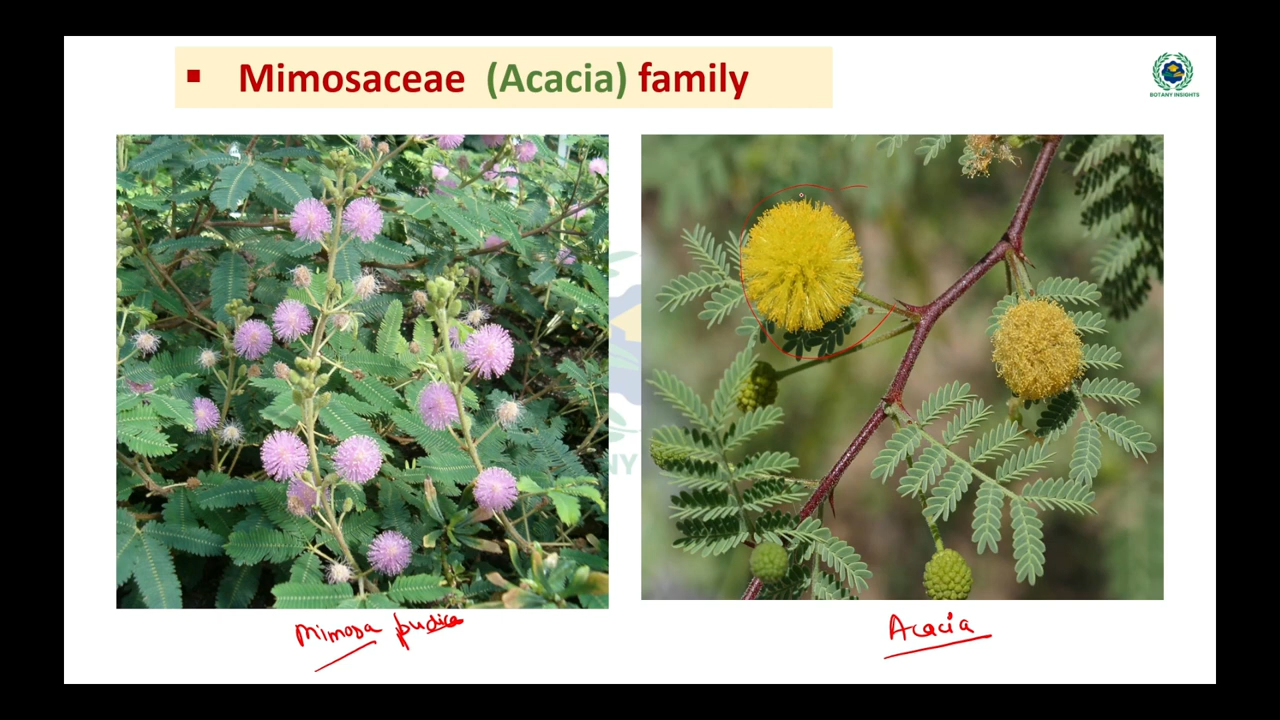 ▪ Mimosaceae (Acacia) family
BOTANY INSIGHTS
Mimosa pudica
Acacia